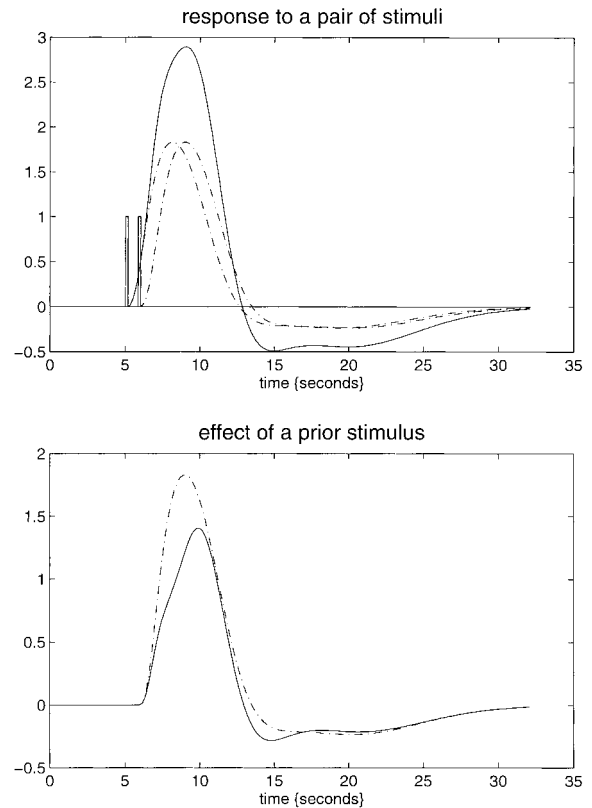 response to a pair of stimuli
3
2.5
2
1.5
1
0.5
0
−0.5
0 5 10 15 20 25 30 35
time {seconds}
effect of a prior stimulus
2
1.5
1
0.5
0
−0.5
0 5 10 15 20 25 30 35
time {seconds}